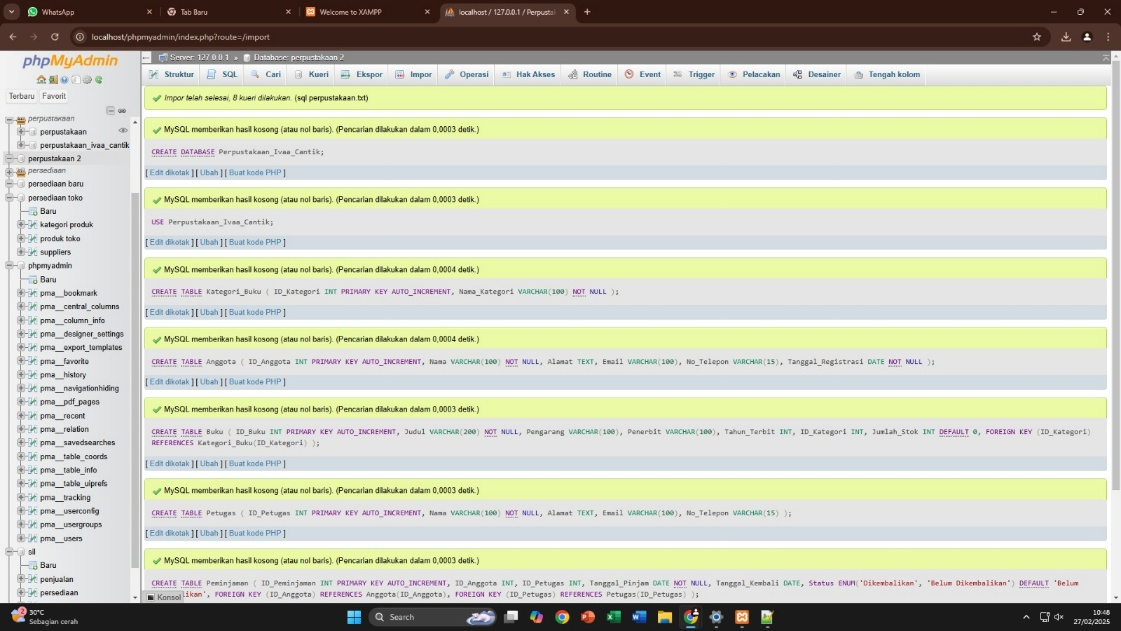 WhatsApp
Tab Baru
Welcome to XAMPP
localhost / 127.0.0.1 / Perpusta
localhost/phpmyadmin/index.php?route=/import
phpMyAdmin
Terbaru Favorit
perpustakaan
perpustakaan
perpustakaan_ivaa_cantik
perpustakaan 2
persediaan
persediaan baru
persediaan toko
Baru
kategori produk
produk toko
suppliers
phpmyadmin
Baru
pma__bookmark
pma__central_columns
pma__column_info
pma__designer_settings
pma__export_templates
pma__favorite
pma__history
pma__navigationhiding
pma__pdf_pages
pma__recent
pma__relation
pma__savedsearches
pma__table_coords
pma__table_info
pma__table_uiprefs
pma__tracking
pma__userconfig
pma__usergroups
pma__users
sil
Baru
penjualan
persediaan
Server: 127.0.0.1 » Database: perpustakaan 2
Struktur SQL Cari Kueri Ekspor Impor Operasi Hak Akses Routine Event Trigger Pelacakan Desainer Tengah kolom
Impor telah selesai, 8 kueri dilakukan. (sql perpustakaan.txt)
MySQL memberikan hasil kosong (atau nol baris). (Pencarian dilakukan dalam 0,0003 detik.)
CREATE DATABASE Perpustakaan_Ivaa_Cantik;
[ Edit dikotak ] [ Ubah ] [ Buat kode PHP ]
MySQL memberikan hasil kosong (atau nol baris). (Pencarian dilakukan dalam 0,0003 detik.)
USE Perpustakaan_Ivaa_Cantik;
[ Edit dikotak ] [ Ubah ] [ Buat kode PHP ]
MySQL memberikan hasil kosong (atau nol baris). (Pencarian dilakukan dalam 0,0004 detik.)
CREATE TABLE Kategori_Buku ( ID_Kategori INT PRIMARY KEY AUTO_INCREMENT, Nama_Kategori VARCHAR(100) NOT NULL );
[ Edit dikotak ] [ Ubah ] [ Buat kode PHP ]
MySQL memberikan hasil kosong (atau nol baris). (Pencarian dilakukan dalam 0,0004 detik.)
CREATE TABLE Anggota ( ID_Anggota INT PRIMARY KEY AUTO_INCREMENT, Nama VARCHAR(100) NOT NULL, Alamat TEXT, Email VARCHAR(100), No_Telepon VARCHAR(15), Tanggal_Registrasi DATE NOT NULL );
[ Edit dikotak ] [ Ubah ] [ Buat kode PHP ]
MySQL memberikan hasil kosong (atau nol baris). (Pencarian dilakukan dalam 0,0003 detik.)
CREATE TABLE Buku ( ID_Buku INT PRIMARY KEY AUTO_INCREMENT, Judul VARCHAR(200) NOT NULL, Pengarang VARCHAR(100), Penerbit VARCHAR(100), Tahun_Terbit INT, ID_Kategori INT, Jumlah_Stok INT DEFAULT 0, FOREIGN KEY (ID_Kategori)
REFERENCES Kategori_Buku(ID_Kategori) );
[ Edit dikotak ] [ Ubah ] [ Buat kode PHP ]
MySQL memberikan hasil kosong (atau nol baris). (Pencarian dilakukan dalam 0,0003 detik.)
CREATE TABLE Petugas ( ID_Petugas INT PRIMARY KEY AUTO_INCREMENT, Nama VARCHAR(100) NOT NULL, Alamat TEXT, Email VARCHAR(100), No_Telepon VARCHAR(15) );
[ Edit dikotak ] [ Ubah ] [ Buat kode PHP ]
MySQL memberikan hasil kosong (atau nol baris). (Pencarian dilakukan dalam 0,0003 detik.)
CREATE TABLE Peminjaman ( ID_Peminjaman INT PRIMARY KEY AUTO_INCREMENT, ID_Anggota INT, ID_Petugas INT, Tanggal_Pinjam DATE NOT NULL, Tanggal_Kembali DATE, Status ENUM('Dikembalikan', 'Belum Dikembalikan') DEFAULT 'Belum
likan', FOREIGN KEY (ID_Anggota) REFERENCES Anggota(ID_Anggota), FOREIGN KEY (ID_Petugas) REFERENCES Petugas(ID_Petugas) );
Konsol
2
30°C
Sebagian cerah
Search
10:48
27/02/2025